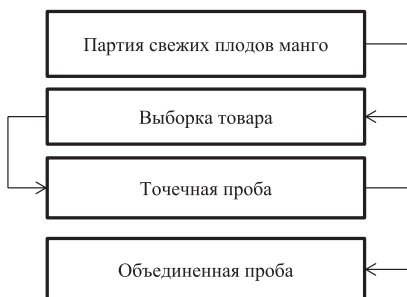 Партия свежих плодов манго
Выборка товара
Точечная проба
Объединенная проба